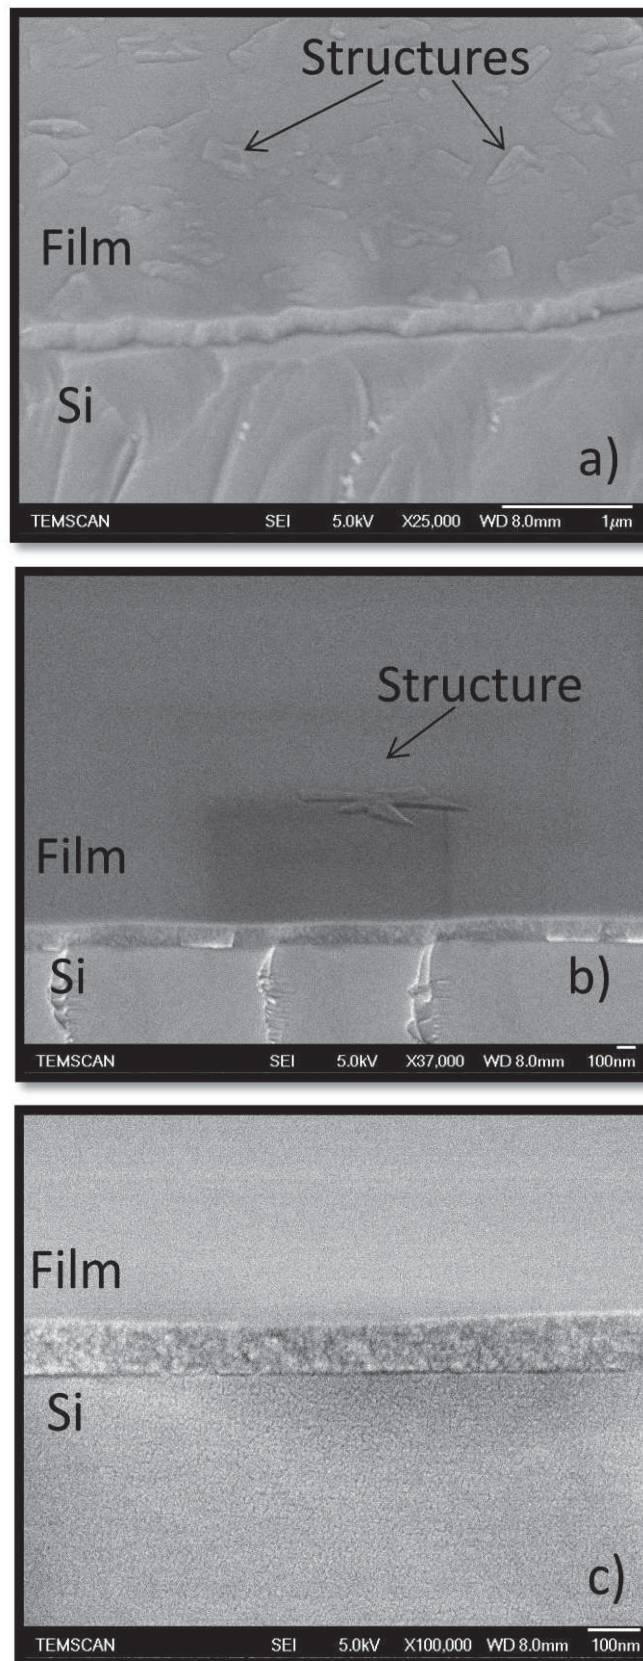 Structures
Film
Si
a)
TEMSCAN SEI 5.0kV X25,000 WD 8.0mm 1μm
Structure
Film
Si
b)
TEMSCAN SEI 5.0kV X37,000 WD 8.0mm 100nm
Film
Si
c)
TEMSCAN SEI 5.0kV X100,000 WD 8.0mm 100nm